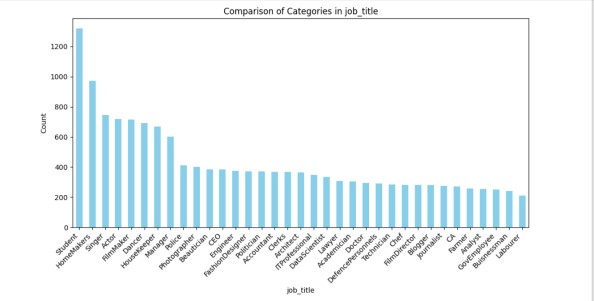 Comparison of Categories in job_title
1200
1000
800
600
400
200
0
Count
Student
HomeMakers
Singer
Actor
FilmMaker
Dancer
HouseKeeper
Manager
Police
Photographer
Beautician
CEO
Engineer
FashionDesigner
Politician
Accountant
Clerks
Architect
ITProfessional
DataScientist
Lawyer
Academician
Doctor
DefencePersonnels
Technician
Chef
FilmDirector
Blogger
Journalist
CA
Farmer
Analyst
GovEmployee
Buisnessman
Labourer
job_title